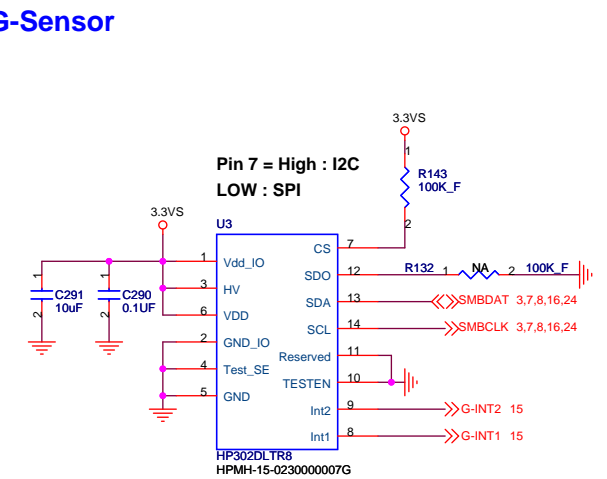 G-Sensor
3.3VS
1
R143
100K_F
2
Pin 7 = High : I2C
LOW : SPI
3.3VS
U3
1
C291
10uF
2
1
C290
0.1UF
2
1 Vdd_IO
3 HV
6 VDD
2 GND_IO
4 Test_SE
5 GND
CS 7
SDO 12 R132 1 NA 2 100K_F
SDA 13 SMBDAT 3,7,8,16,24
SCL 14 SMBCLK 3,7,8,16,24
Reserved 11
TESTEN 10
Int2 9 G-INT2 15
Int1 8 G-INT1 15
HP302DLTR8
HPMH-15-0230000007G